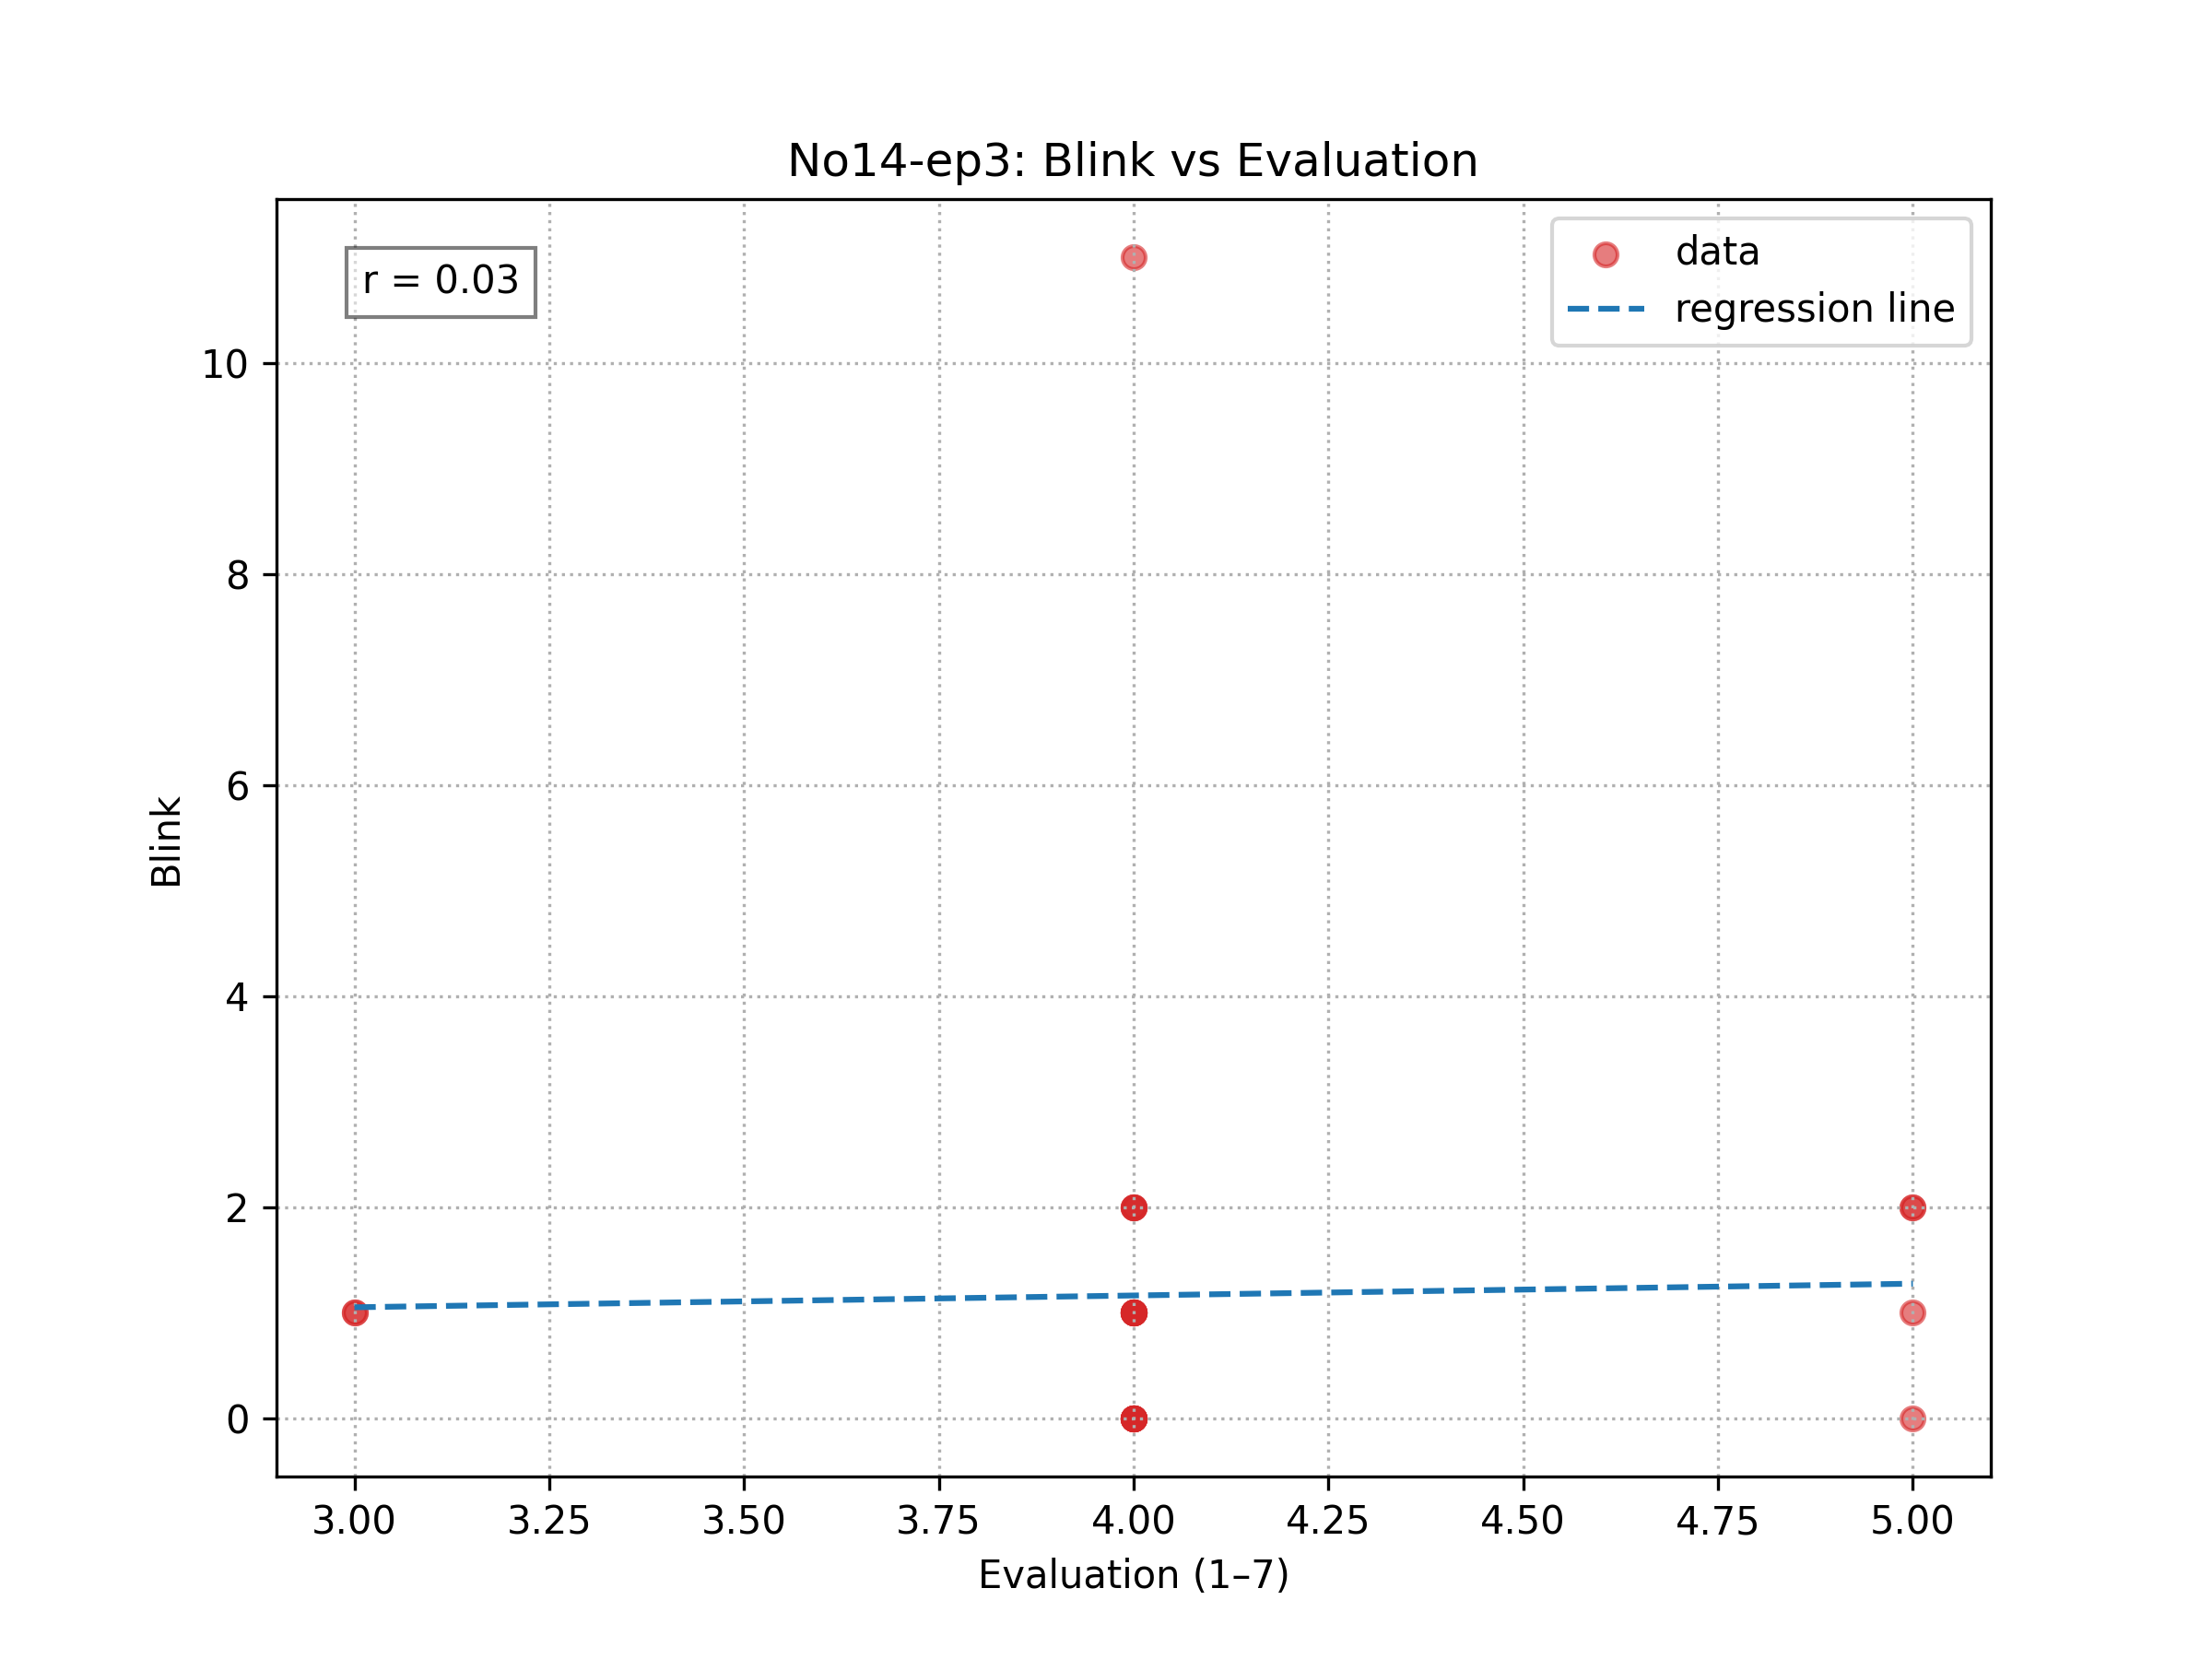 No14-ep3: Blink vs Evaluation
r = 0.03
data
regression line
10
8
6
4
2
0
Blink
3.00 3.25 3.50 3.75 4.00 4.25 4.50 4.75 5.00
Evaluation (1–7)